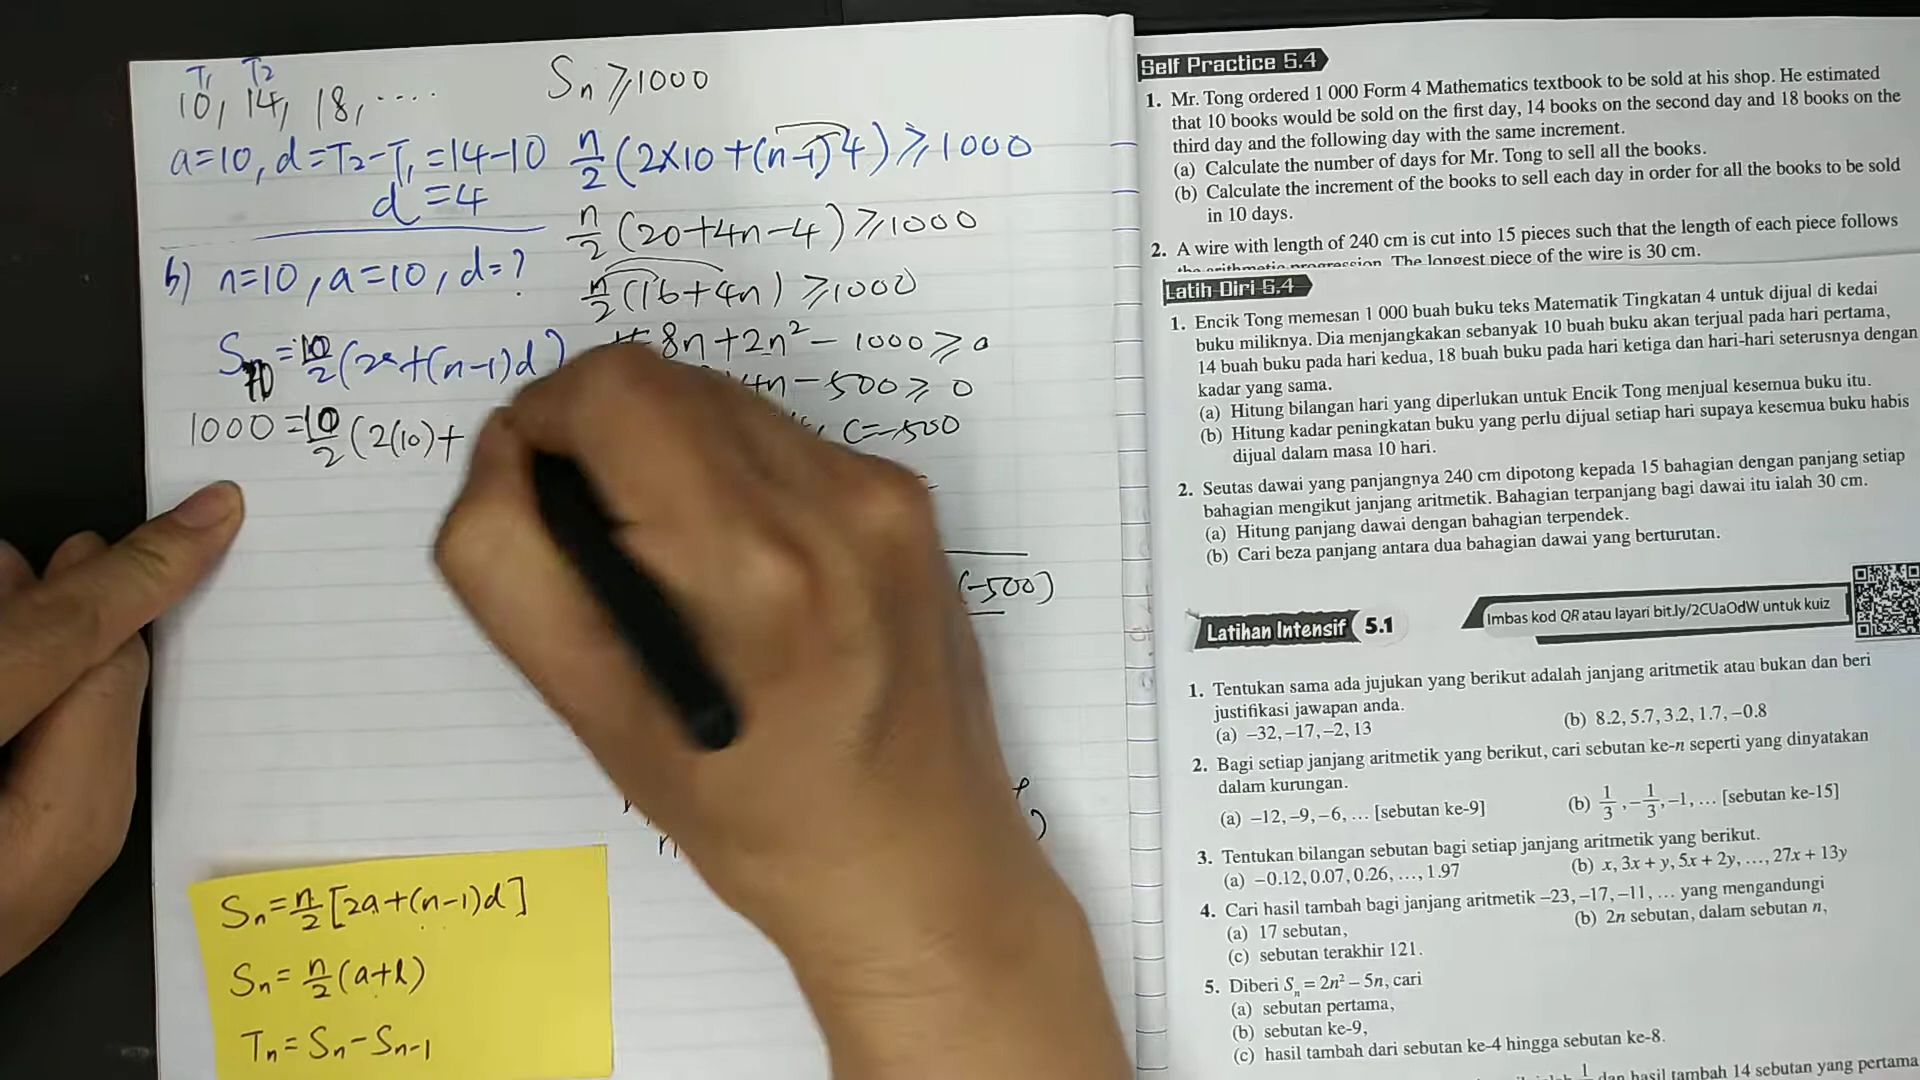 T1 T2
10, 14, 18, ....
a=10, d=T2-T1=14-10
d=4
b) n=10, a=10, d=?
S10=10/2(2a+(n-1)d)
1000=10/2(2(10)+
Sn≥1000
n/2(2×10+(n-1)4)≥1000
n/2(20+4n-4)≥1000
n/2(16+4n)≥1000
8n+2n²-1000≥0
4n-500≥0
C=-500
(-500)
Sn=n/2[2a+(n-1)d]
Sn=n/2(a+l)
Tn=Sn-Sn-1
Self Practice 5.4
1. Mr. Tong ordered 1 000 Form 4 Mathematics textbook to be sold at his shop. He estimated
that 10 books would be sold on the first day, 14 books on the second day and 18 books on the
third day and the following day with the same increment.
(a) Calculate the number of days for Mr. Tong to sell all the books.
(b) Calculate the increment of the books to sell each day in order for all the books to be sold
in 10 days.
2. A wire with length of 240 cm is cut into 15 pieces such that the length of each piece follows
the arithmetic progression. The longest piece of the wire is 30 cm.
Latih Diri 5.4
1. Encik Tong memesan 1 000 buah buku teks Matematik Tingkatan 4 untuk dijual di kedai
buku miliknya. Dia menjangkakan sebanyak 10 buah buku akan terjual pada hari pertama,
14 buah buku pada hari kedua, 18 buah buku pada hari ketiga dan hari-hari seterusnya dengan
kadar yang sama.
(a) Hitung bilangan hari yang diperlukan untuk Encik Tong menjual kesemua buku itu.
(b) Hitung kadar peningkatan buku yang perlu dijual setiap hari supaya kesemua buku habis
dijual dalam masa 10 hari.
2. Seutas dawai yang panjangnya 240 cm dipotong kepada 15 bahagian dengan panjang setiap
bahagian mengikut janjang aritmetik. Bahagian terpanjang bagi dawai itu ialah 30 cm.
(a) Hitung panjang dawai dengan bahagian terpendek.
(b) Cari beza panjang antara dua bahagian dawai yang berturutan.
Latihan Intensif 5.1
Imbas kod QR atau layari bit.ly/2CUaOdW untuk kuiz
1. Tentukan sama ada jujukan yang berikut adalah janjang aritmetik atau bukan dan beri
justifikasi jawapan anda.
(a) –32, –17, –2, 13 (b) 8.2, 5.7, 3.2, 1.7, –0.8
2. Bagi setiap janjang aritmetik yang berikut, cari sebutan ke-n seperti yang dinyatakan
dalam kurungan.
(a) –12, –9, –6, … [sebutan ke-9] (b) 1/3, –1/3, –1, … [sebutan ke-15]
3. Tentukan bilangan sebutan bagi setiap janjang aritmetik yang berikut.
(a) –0.12, 0.07, 0.26, …, 1.97 (b) x, 3x + y, 5x + 2y, …, 27x + 13y
4. Cari hasil tambah bagi janjang aritmetik –23, –17, –11, … yang mengandungi
(a) 17 sebutan, (b) 2n sebutan, dalam sebutan n,
(c) sebutan terakhir 121.
5. Diberi Sn = 2n² – 5n, cari
(a) sebutan pertama,
(b) sebutan ke-9,
(c) hasil tambah dari sebutan ke-4 hingga sebutan ke-8.
dan hasil tambah 14 sebutan yang pertama